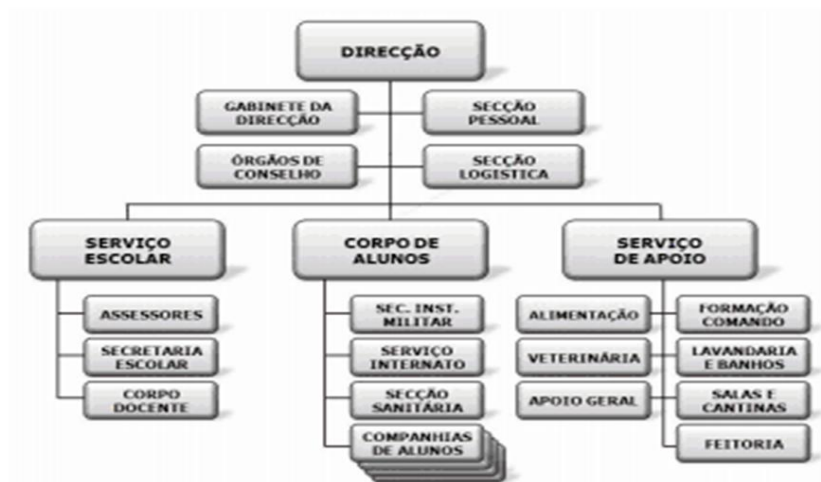 DIRECÇÃO
GABINETE DA
DIRECÇÃO
SECÇÃO
PESSOAL
ÓRGÃOS DE
CONSELHO
SECÇÃO
LOGISTICA
SERVIÇO
ESCOLAR
CORPO DE
ALUNOS
SERVIÇO
DE APOIO
ASSESSORES
SECRETARIA
ESCOLAR
CORPO
DOCENTE
SEC. INST.
MILITAR
SERVIÇO
INTERNATO
SECÇÃO
SANITÁRIA
COMPANHIAS
DE ALUNOS
ALIMENTAÇÃO
FORMAÇÃO
COMANDO
VETERINÁRIA
LAVANDARIA
E BANHOS
APOIO GERAL
SALAS E
CANTINAS
FEITORIA